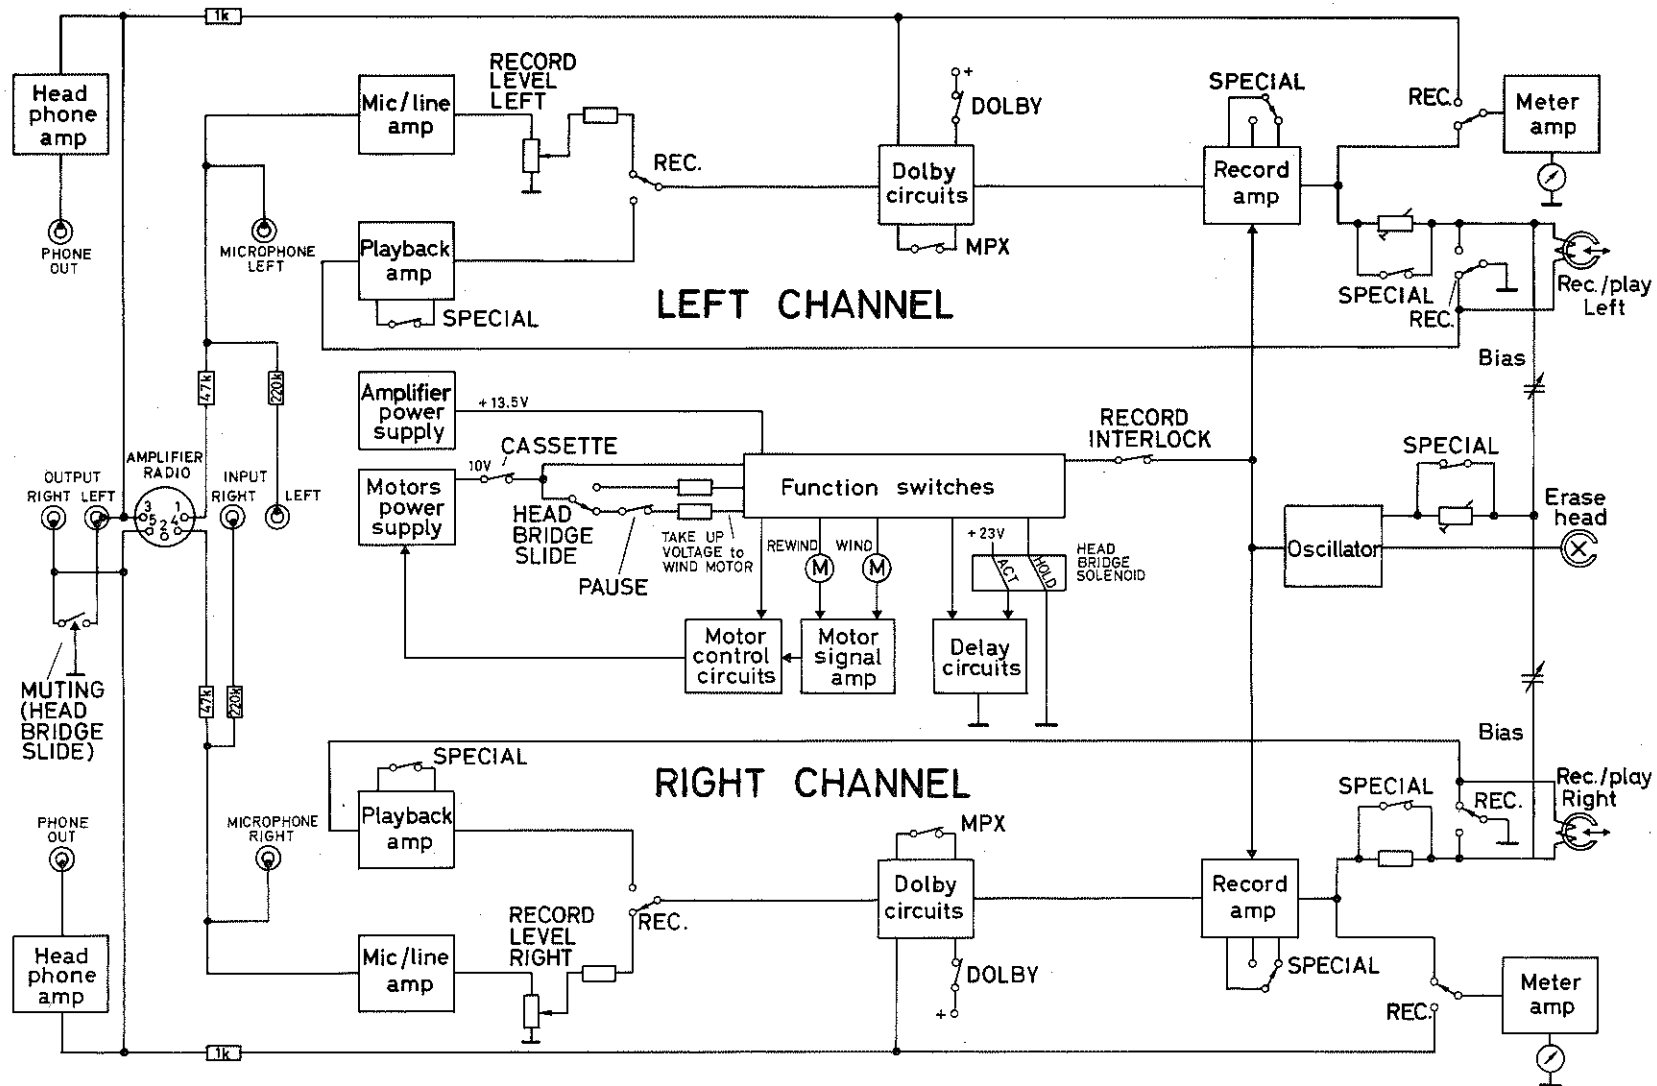 1k
Head
phone
amp
PHONE
OUT
Mic/line
amp
RECORD
LEVEL
LEFT
REC.
MICROPHONE
LEFT
Playback
amp
SPECIAL
+
DOLBY
Dolby
circuits
MPX
SPECIAL
Record
amp
REC.
Meter
amp
SPECIAL
REC.
Rec./play
Left
LEFT CHANNEL
Bias
47k
220k
Amplifier
power
supply
+13.5V
CASSETTE
10V
Motors
power
supply
HEAD
BRIDGE
SLIDE
PAUSE
TAKE UP
VOLTAGE to
WIND MOTOR
Function switches
RECORD
INTERLOCK
REWIND
WIND
M
M
+23V
ACT
HOLD
HEAD
BRIDGE
SOLENOID
SPECIAL
Oscillator
Erase
head
AMPLIFIER
RADIO
OUTPUT
RIGHT
LEFT
3
1
5
4
2
INPUT
RIGHT
LEFT
MUTING
(HEAD
BRIDGE
SLIDE)
Motor
control
circuits
Motor
signal
amp
Delay
circuits
47k
220k
Bias
RIGHT CHANNEL
SPECIAL
Playback
amp
PHONE
OUT
MICROPHONE
RIGHT
MPX
Dolby
circuits
DOLBY
+
Record
amp
SPECIAL
SPECIAL
REC.
Rec./play
Right
Head
phone
amp
Mic/line
amp
RECORD
LEVEL
RIGHT
REC.
REC.
Meter
amp
1k